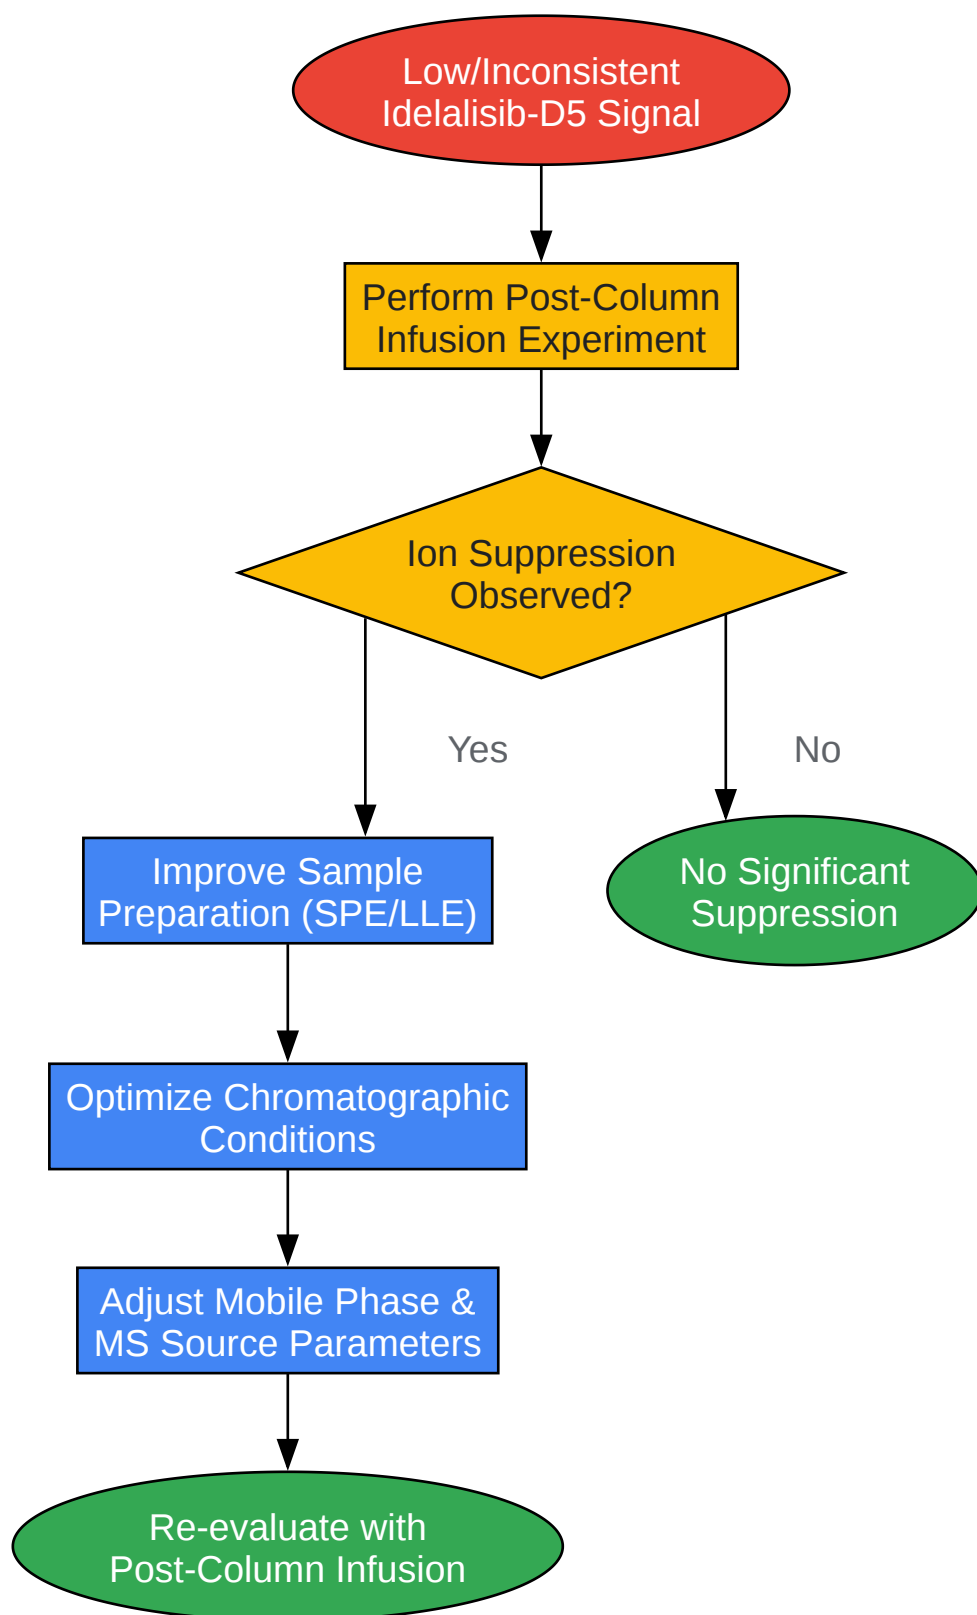 Low/Inconsistent
Idelalisib-D5 Signal
Perform Post-Column
Infusion Experiment
Ion Suppression
Observed?
Yes
No
Improve Sample
Preparation (SPE/LLE)
No Significant
Suppression
Optimize Chromatographic
Conditions
Adjust Mobile Phase &
MS Source Parameters
Re-evaluate with
Post-Column Infusion